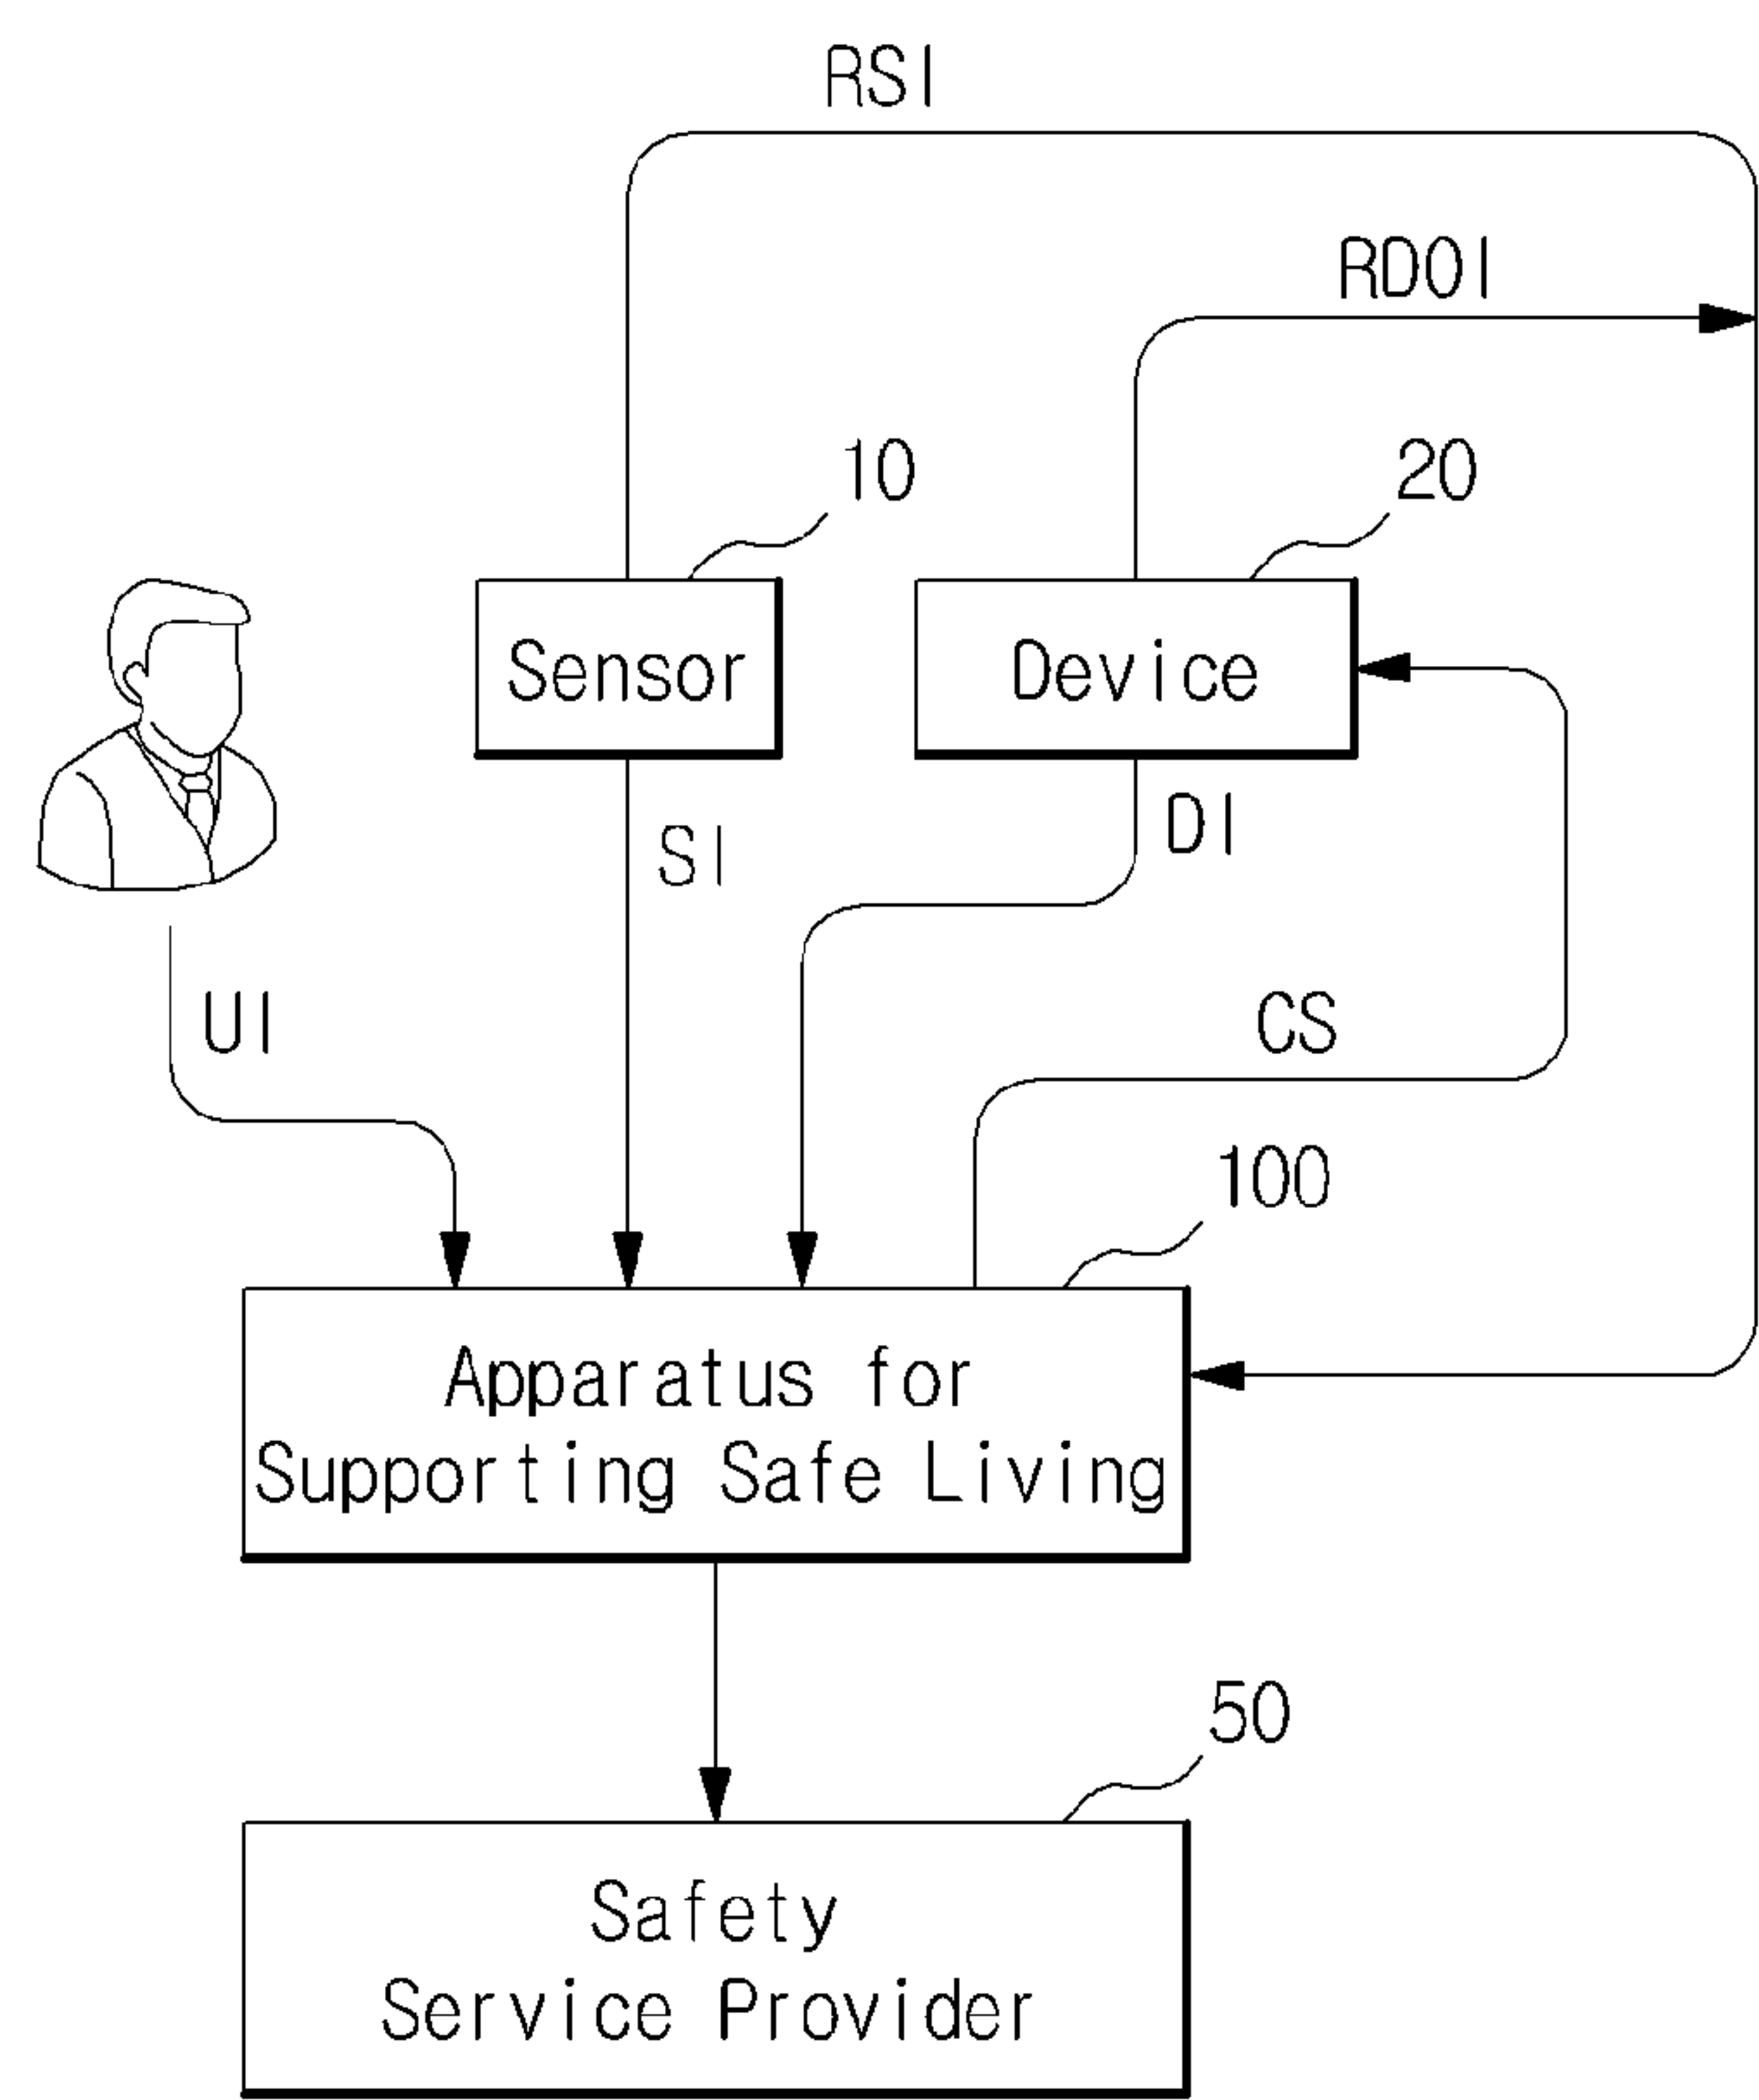 RSI
RDOI
10
20
Sensor
Device
SI
DI
UI
CS
100
Apparatus for
Supporting Safe Living
50
Safety
Service Provider